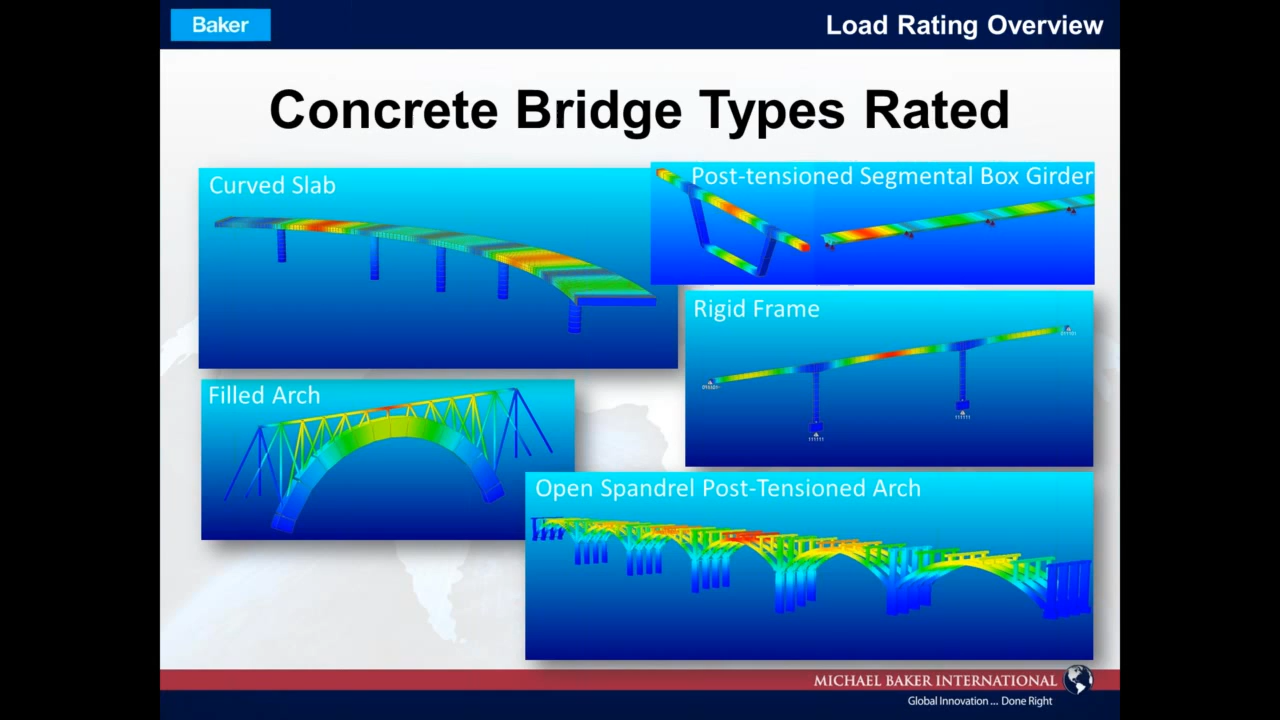 Baker
Load Rating Overview
Concrete Bridge Types Rated
Curved Slab
Post-tensioned Segmental Box Girder
Rigid Frame
Filled Arch
Open Spandrel Post-Tensioned Arch
MICHAEL BAKER INTERNATIONAL
Global Innovation ... Done Right